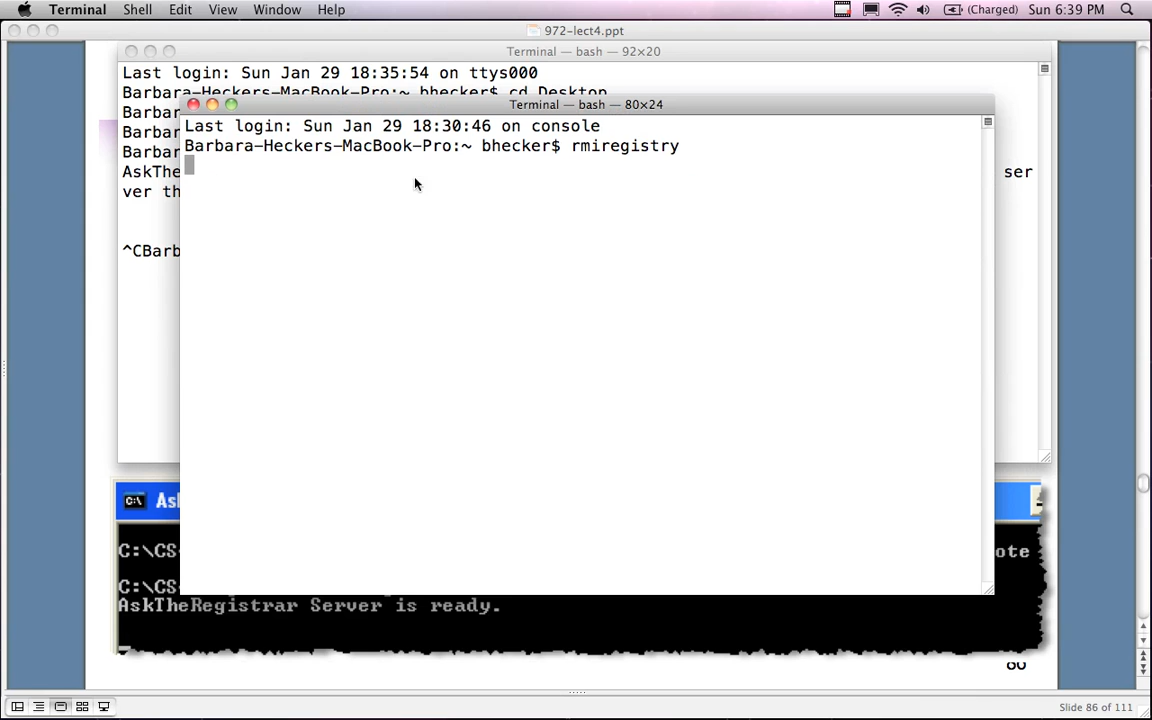 Terminal Shell Edit View Window Help (Charged) Sun 6:39 PM
972-lect4.ppt
Terminal — bash — 92×20
Last login: Sun Jan 29 18:35:54 on ttys000
Barbara-Heckers-MacBook-Pro:~ bhecker$ cd Desktop
Terminal — bash — 80×24
Last login: Sun Jan 29 18:30:46 on console
Barbara-Heckers-MacBook-Pro:~ bhecker$ rmiregistry
Barbar
Barbar
Barbar
AskThe ser
ver th
^CBarb
C:\ Ask
C:\CS ote
C:\CS
AskTheRegistrar Server is ready.
Slide 86 of 111